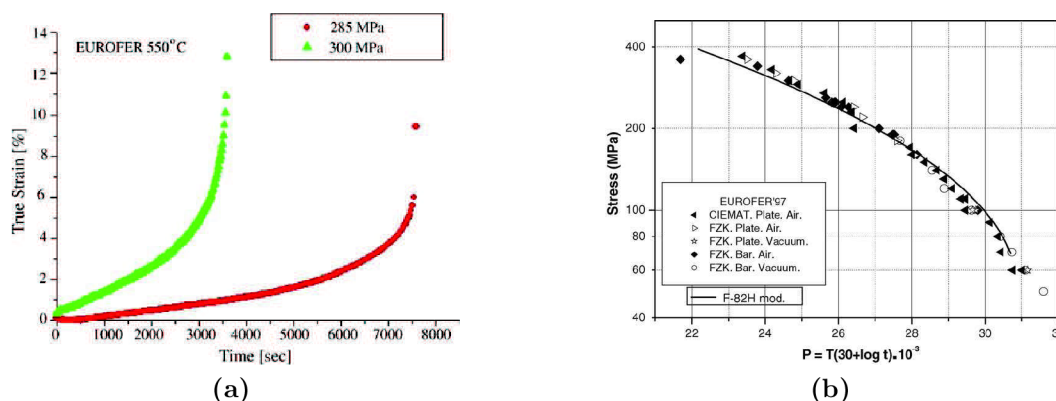 EUROFER 550°C
285 MPa
300 MPa
True Strain [%]
14
12
10
8
6
4
2
0
0 1000 2000 3000 4000 5000 6000 7000 8000
Time [sec]
(a)
Stress (MPa)
400
200
100
80
60
40
EUROFER'97
CIEMAT. Plate. Air.
FZK. Plate. Air.
FZK. Plate. Vacuum.
FZK. Bar. Air.
FZK. Bar. Vacuum.
F-82H mod.
22 24 26 28 30 3
P = T(30+log t).10⁻³
(b)